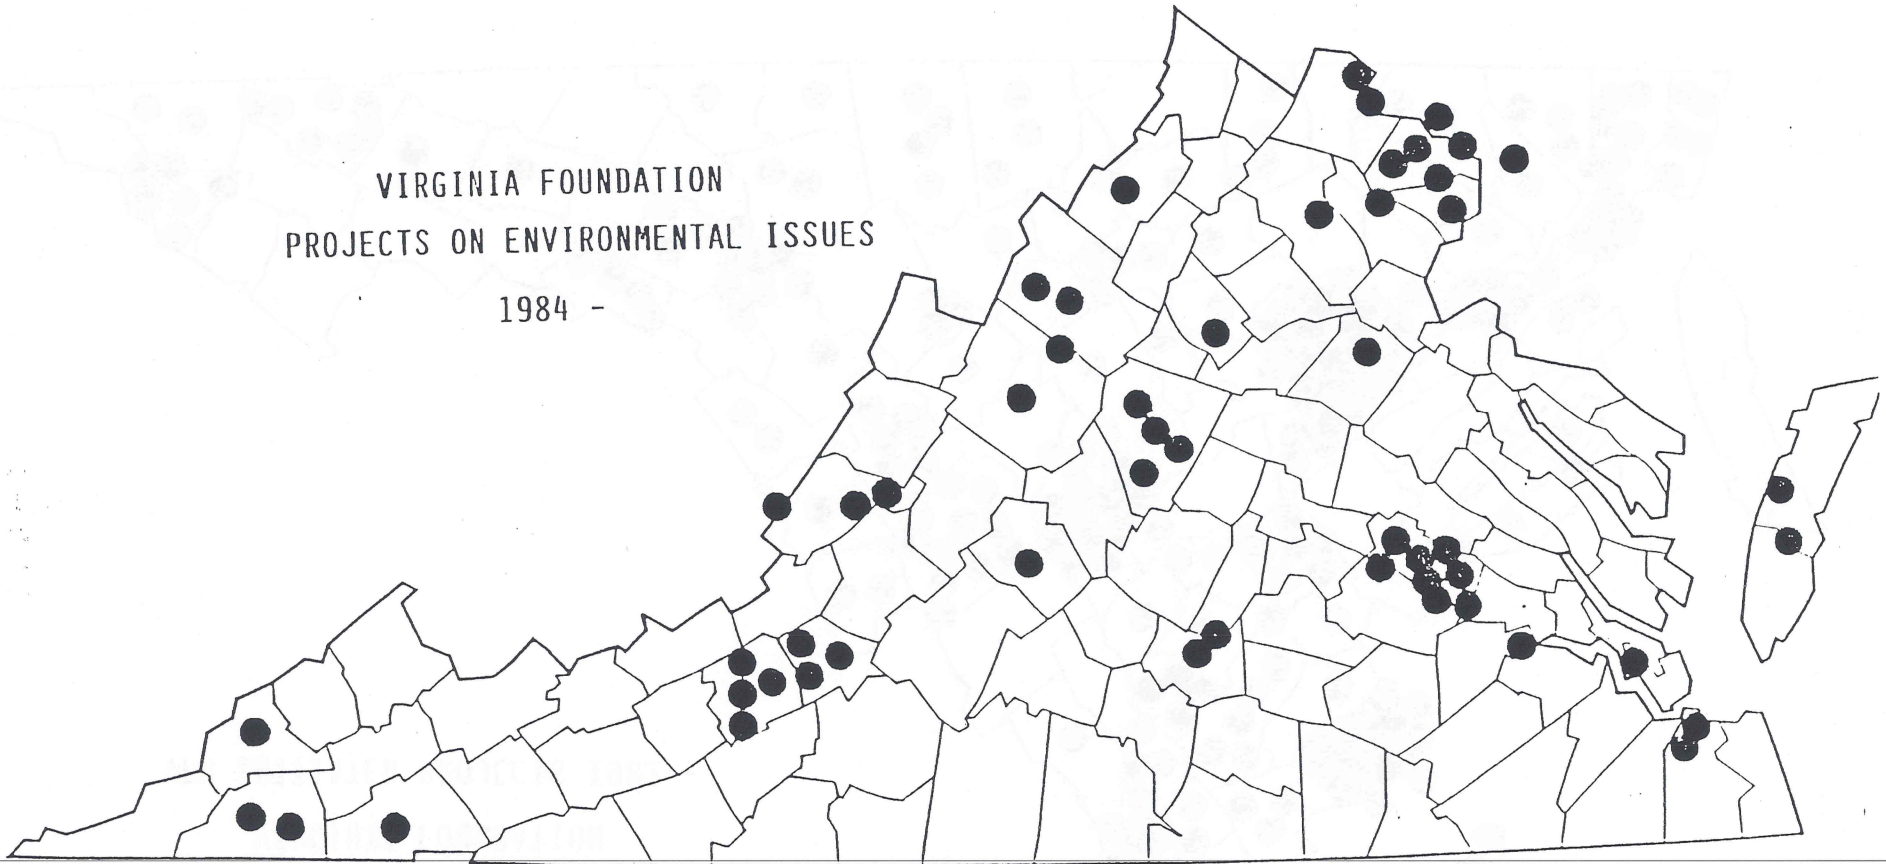 VIRGINIA FOUNDATION
PROJECTS ON ENVIRONMENTAL ISSUES
1984 -